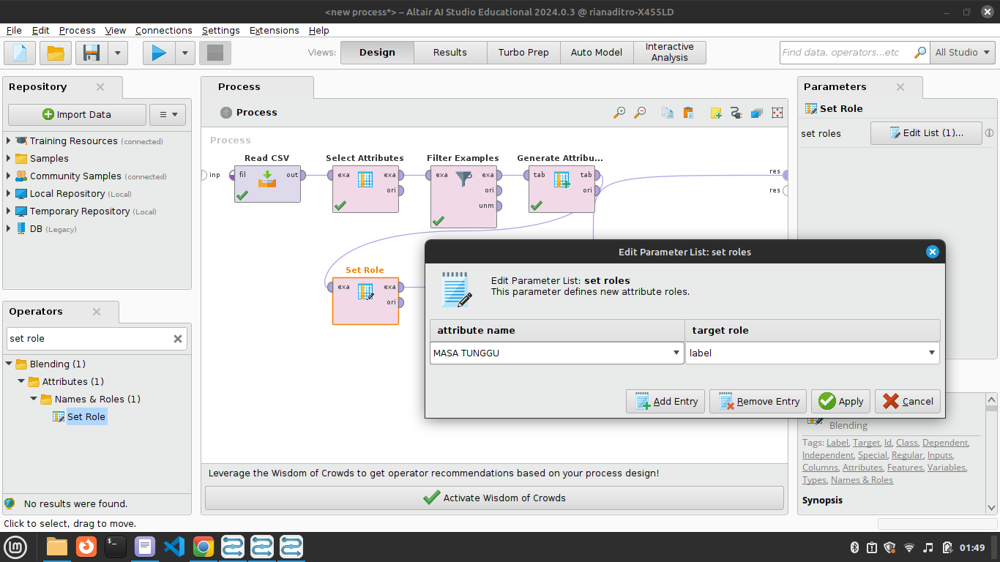 <new process*> – Altair AI Studio Educational 2024.0.3 @ rianaditro-X455LD
File Edit Process View Connections Settings Extensions Help
Views: Design Results Turbo Prep Auto Model Interactive Analysis
Find data, operators...etc All Studio
Repository
Import Data
Training Resources (connected)
Samples
Community Samples (connected)
Local Repository (Local)
Temporary Repository (Local)
DB (Legacy)
Operators
set role
Blending (1)
Attributes (1)
Names & Roles (1)
Set Role
No results were found.
Process
Process
Process
Read CSV Select Attributes Filter Examples Generate Attribu...
inp fil out exa exa exa exa tab tab res
ori ori ori res
unm
Set Role
exa exa
ori
Leverage the Wisdom of Crowds to get operator recommendations based on your process design!
Activate Wisdom of Crowds
Parameters
Set Role
set roles Edit List (1)...
Edit Parameter List: set roles
Edit Parameter List: set roles
This parameter defines new attribute roles.
attribute name target role
MASA TUNGGU label
Add Entry Remove Entry Apply Cancel
Blending
Tags: Label, Target, Id, Class, Dependent,
Independent, Special, Regular, Inputs,
Columns, Attributes, Features, Variables,
Types, Names & Roles
Synopsis
Click to select, drag to move.
01:49